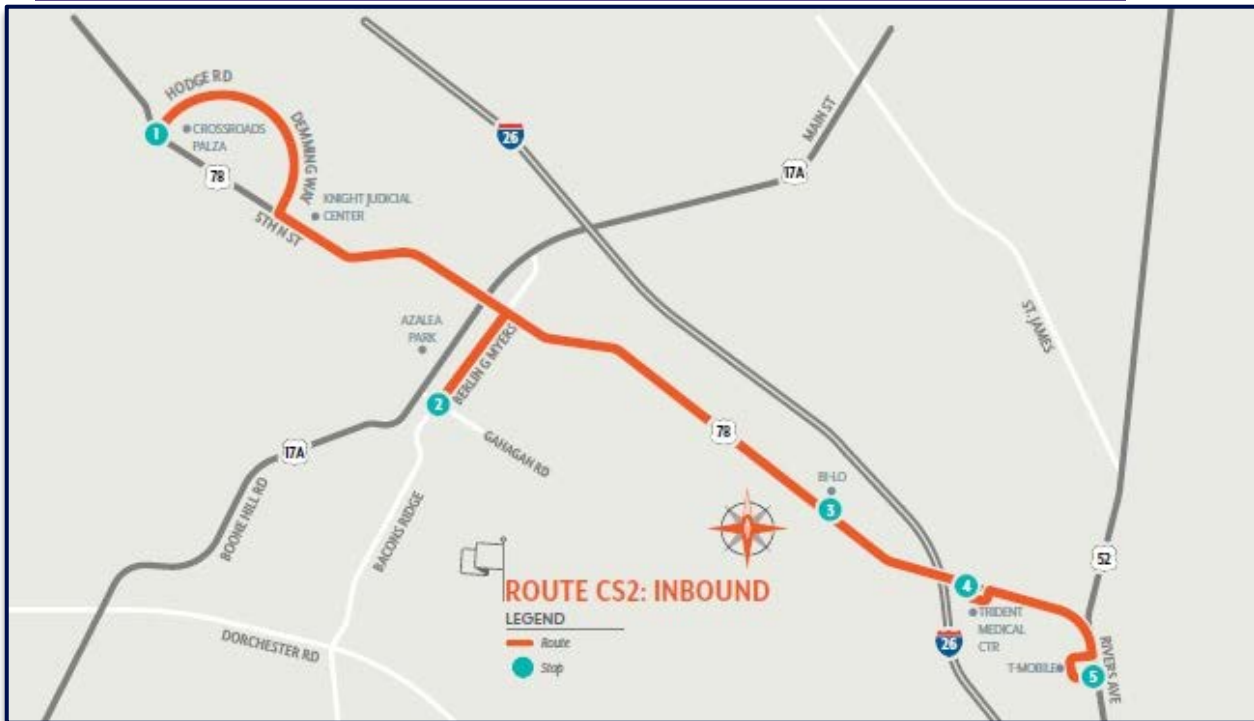 HODGE RD
DEMMING WAY
1
CROSSROADS
PALZA
78
5TH N ST
KNIGHT JUDICIAL
CENTER
26
MAIN ST
17A
ST. JAMES
AZALEA
PARK
BERLIN G MYERS
2
GAHAGAN RD
17A
BOONE HILL RD
BACONS RIDGE
78
BI-LO
3
52
4
TRIDENT
MEDICAL
CTR
26
T-MOBILE
5
RIVERS AVE
DORCHESTER RD
ROUTE CS2: INBOUND
LEGEND
Route
Stop